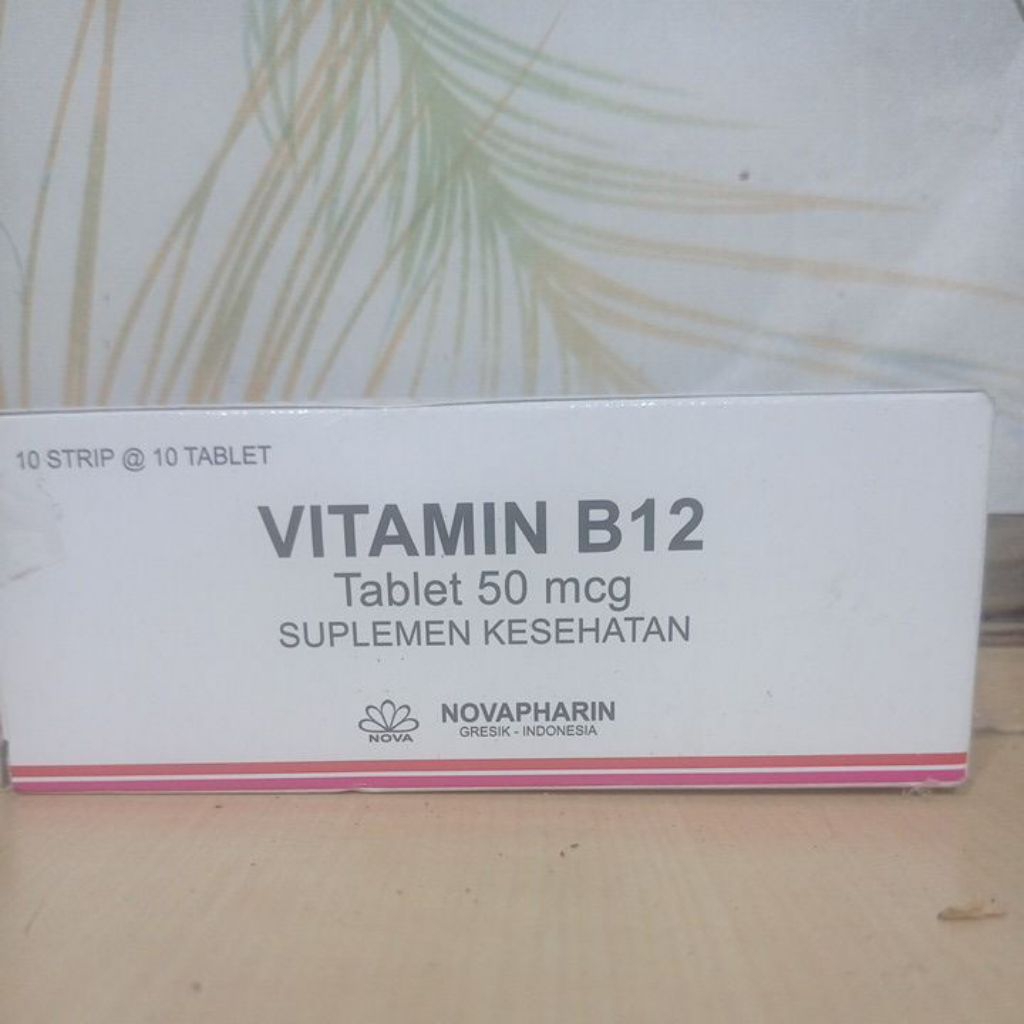 10 STRIP @ 10 TABLET
VITAMIN B12
Tablet 50 mcg
SUPLEMEN KESEHATAN
NOVA
NOVAPHARIN
GRESIK - INDONESIA